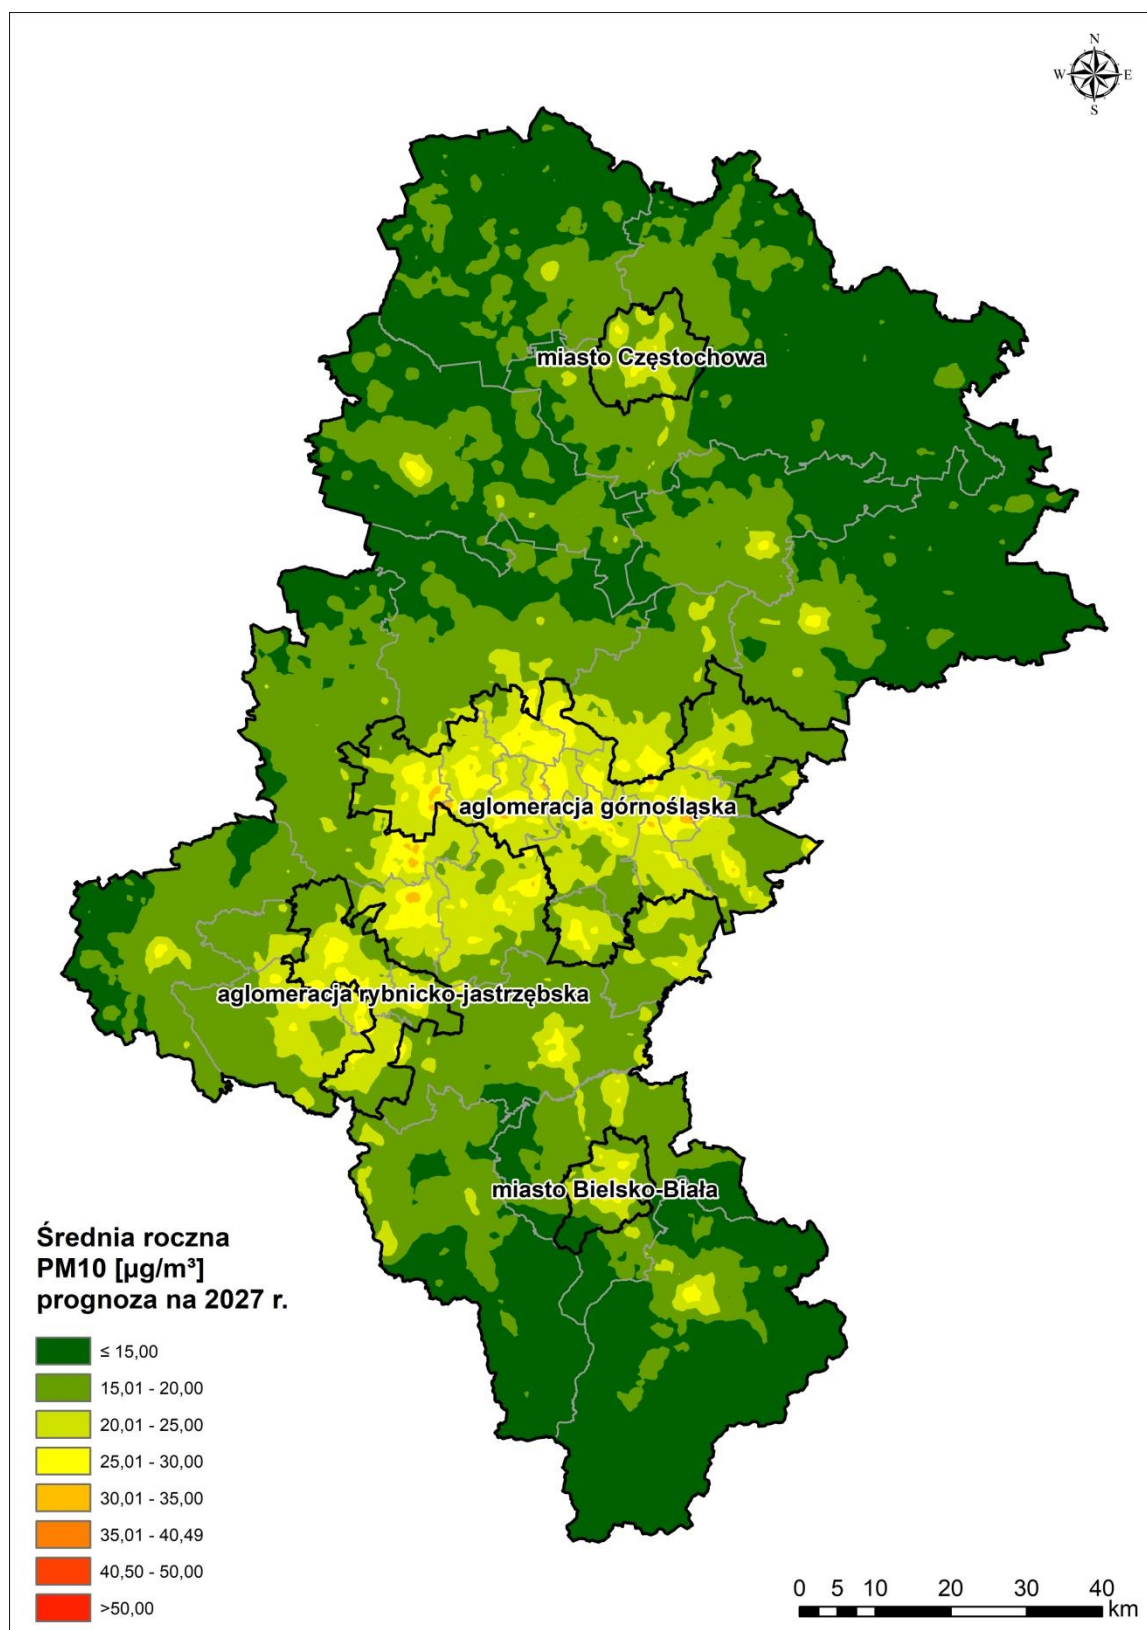 N
W E
S
miasto Częstochowa
aglomeracja górnośląska
aglomeracja rybnicko-jastrzębska
miasto Bielsko-Biała
Średnia roczna
PM10 [µg/m³]
prognoza na 2027 r.
≤ 15,00
15,01 - 20,00
20,01 - 25,00
25,01 - 30,00
30,01 - 35,00
35,01 - 40,49
40,50 - 50,00
>50,00
0 5 10 20 30 40
km